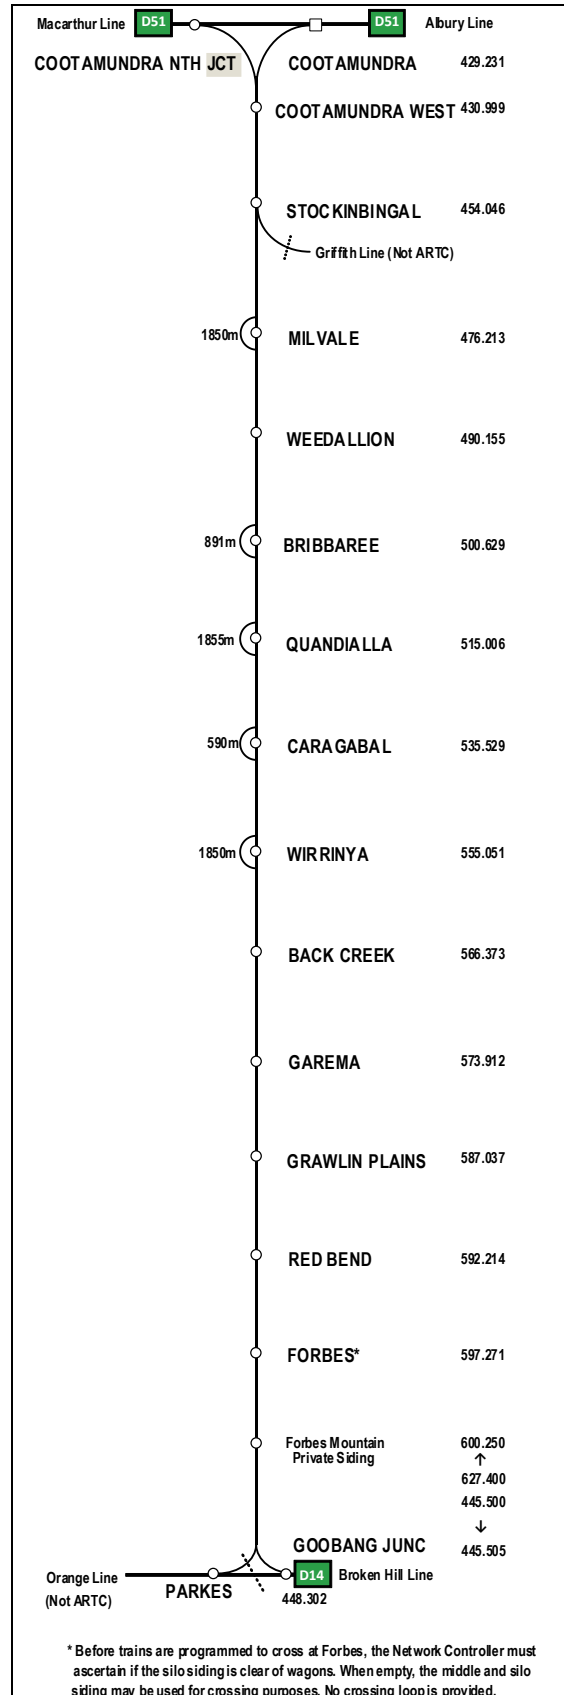 Macarthur Line D51 D51 Albury Line
COOTAMUNDRA NTH JCT COOTAMUNDRA 429.231
COOTAMUNDRA WEST 430.999
STOCKINBINGAL 454.046
Griffith Line (Not ARTC)
1850m MILVALE 476.213
WEEDALLION 490.155
891m BRIBBAREE 500.629
1855m QUANDIALLA 515.006
590m CARAGABAL 535.529
1850m WIRRINYA 555.051
BACK CREEK 566.373
GAREMA 573.912
GRAWLIN PLAINS 587.037
RED BEND 592.214
FORBES* 597.271
Forbes Mountain 600.250
Private Siding ↑
627.400
445.500
↓
GOOBANG JUNC 445.505
Orange Line D14 Broken Hill Line
(Not ARTC) PARKES 448.302
* Before trains are programmed to cross at Forbes, the Network Controller must
ascertain if the silo siding is clear of wagons. When empty, the middle and silo
siding may be used for crossing purposes. No crossing loop is provided.